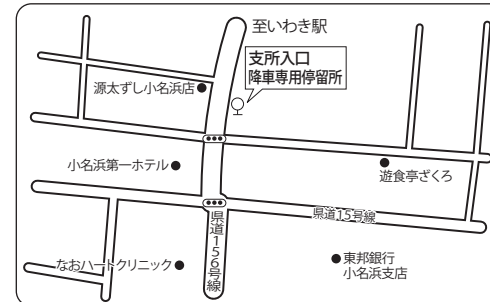 至いわき駅
支所入口
降車専用停留所
源太ずし小名浜店
小名浜第一ホテル
遊食亭ざくろ
県道15号線
県道156号線
なおハートクリニック
東邦銀行
小名浜支店